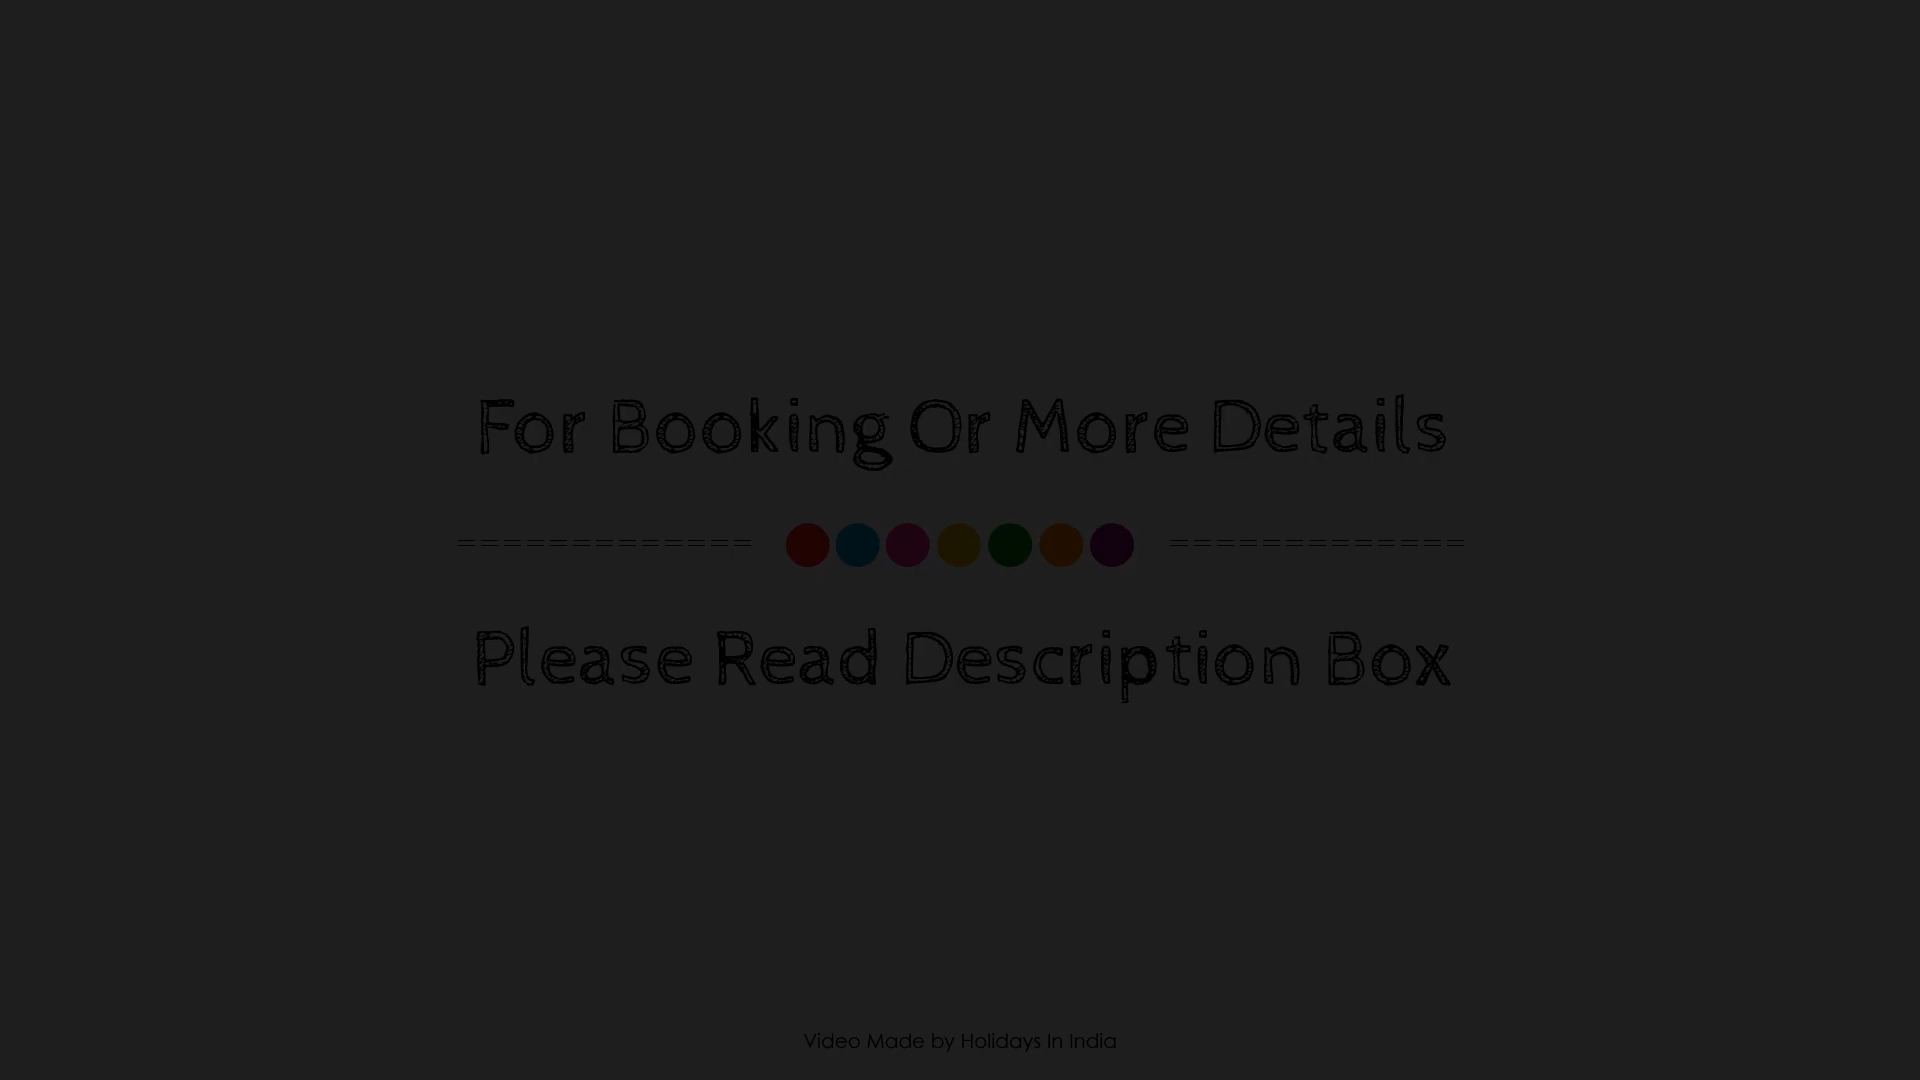 For Booking Or More Details
============= =============
Please Read Description Box
Video Made by Holidays In India